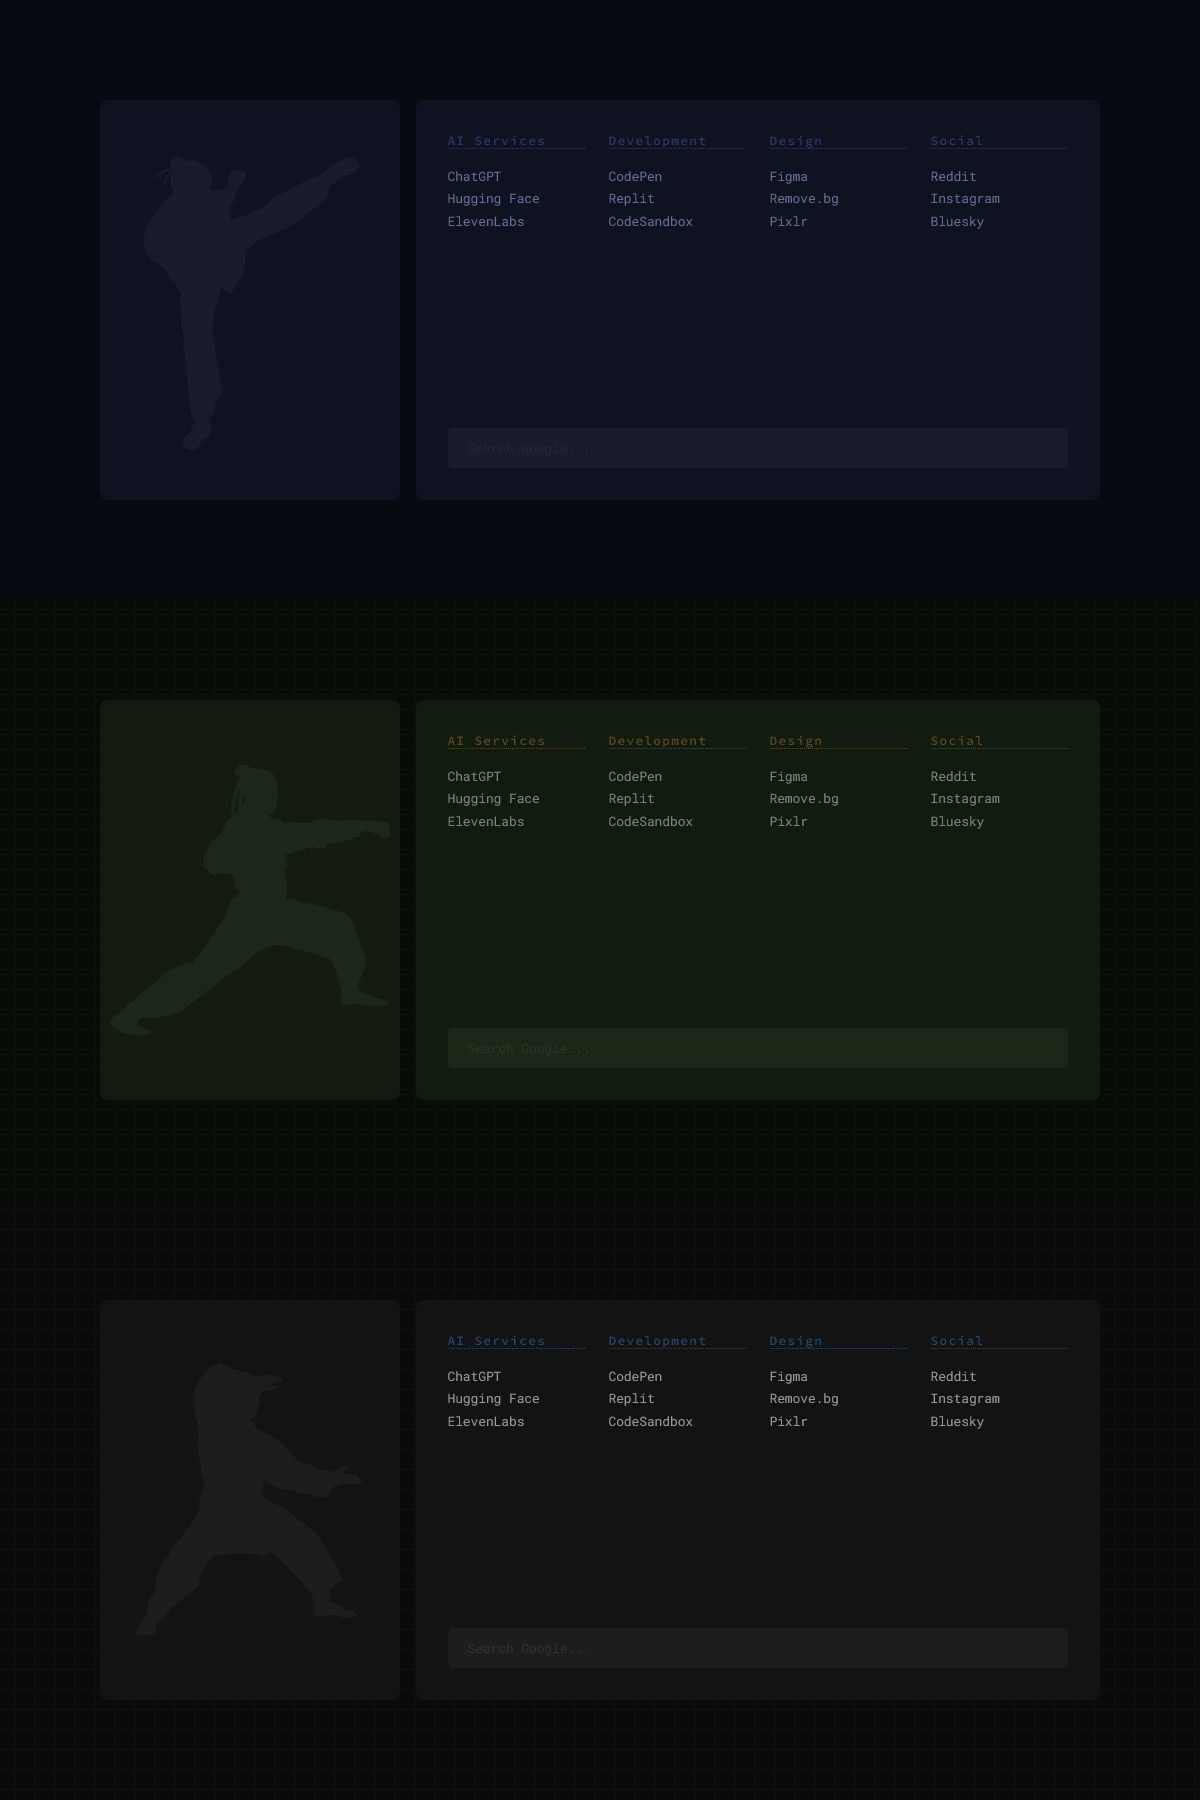 AI Services Development Design Social
ChatGPT CodePen Figma Reddit
Hugging Face Replit Remove.bg Instagram
ElevenLabs CodeSandbox Pixlr Bluesky
Search Google...
AI Services Development Design Social
ChatGPT CodePen Figma Reddit
Hugging Face Replit Remove.bg Instagram
ElevenLabs CodeSandbox Pixlr Bluesky
Search Google...
AI Services Development Design Social
ChatGPT CodePen Figma Reddit
Hugging Face Replit Remove.bg Instagram
ElevenLabs CodeSandbox Pixlr Bluesky
Search Google...